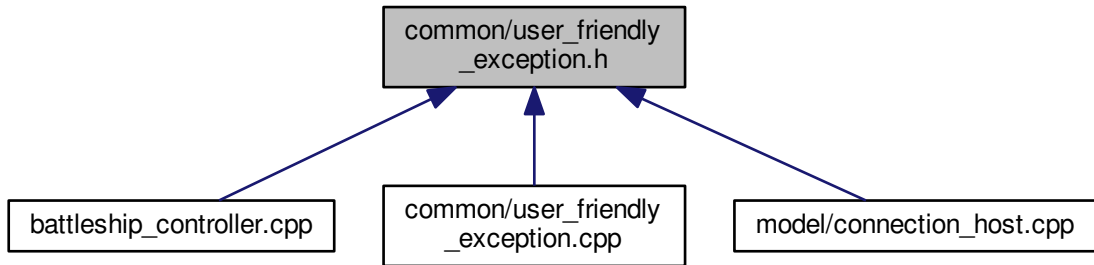 common/user_friendly
_exception.h
battleship_controller.cpp
common/user_friendly
_exception.cpp
model/connection_host.cpp